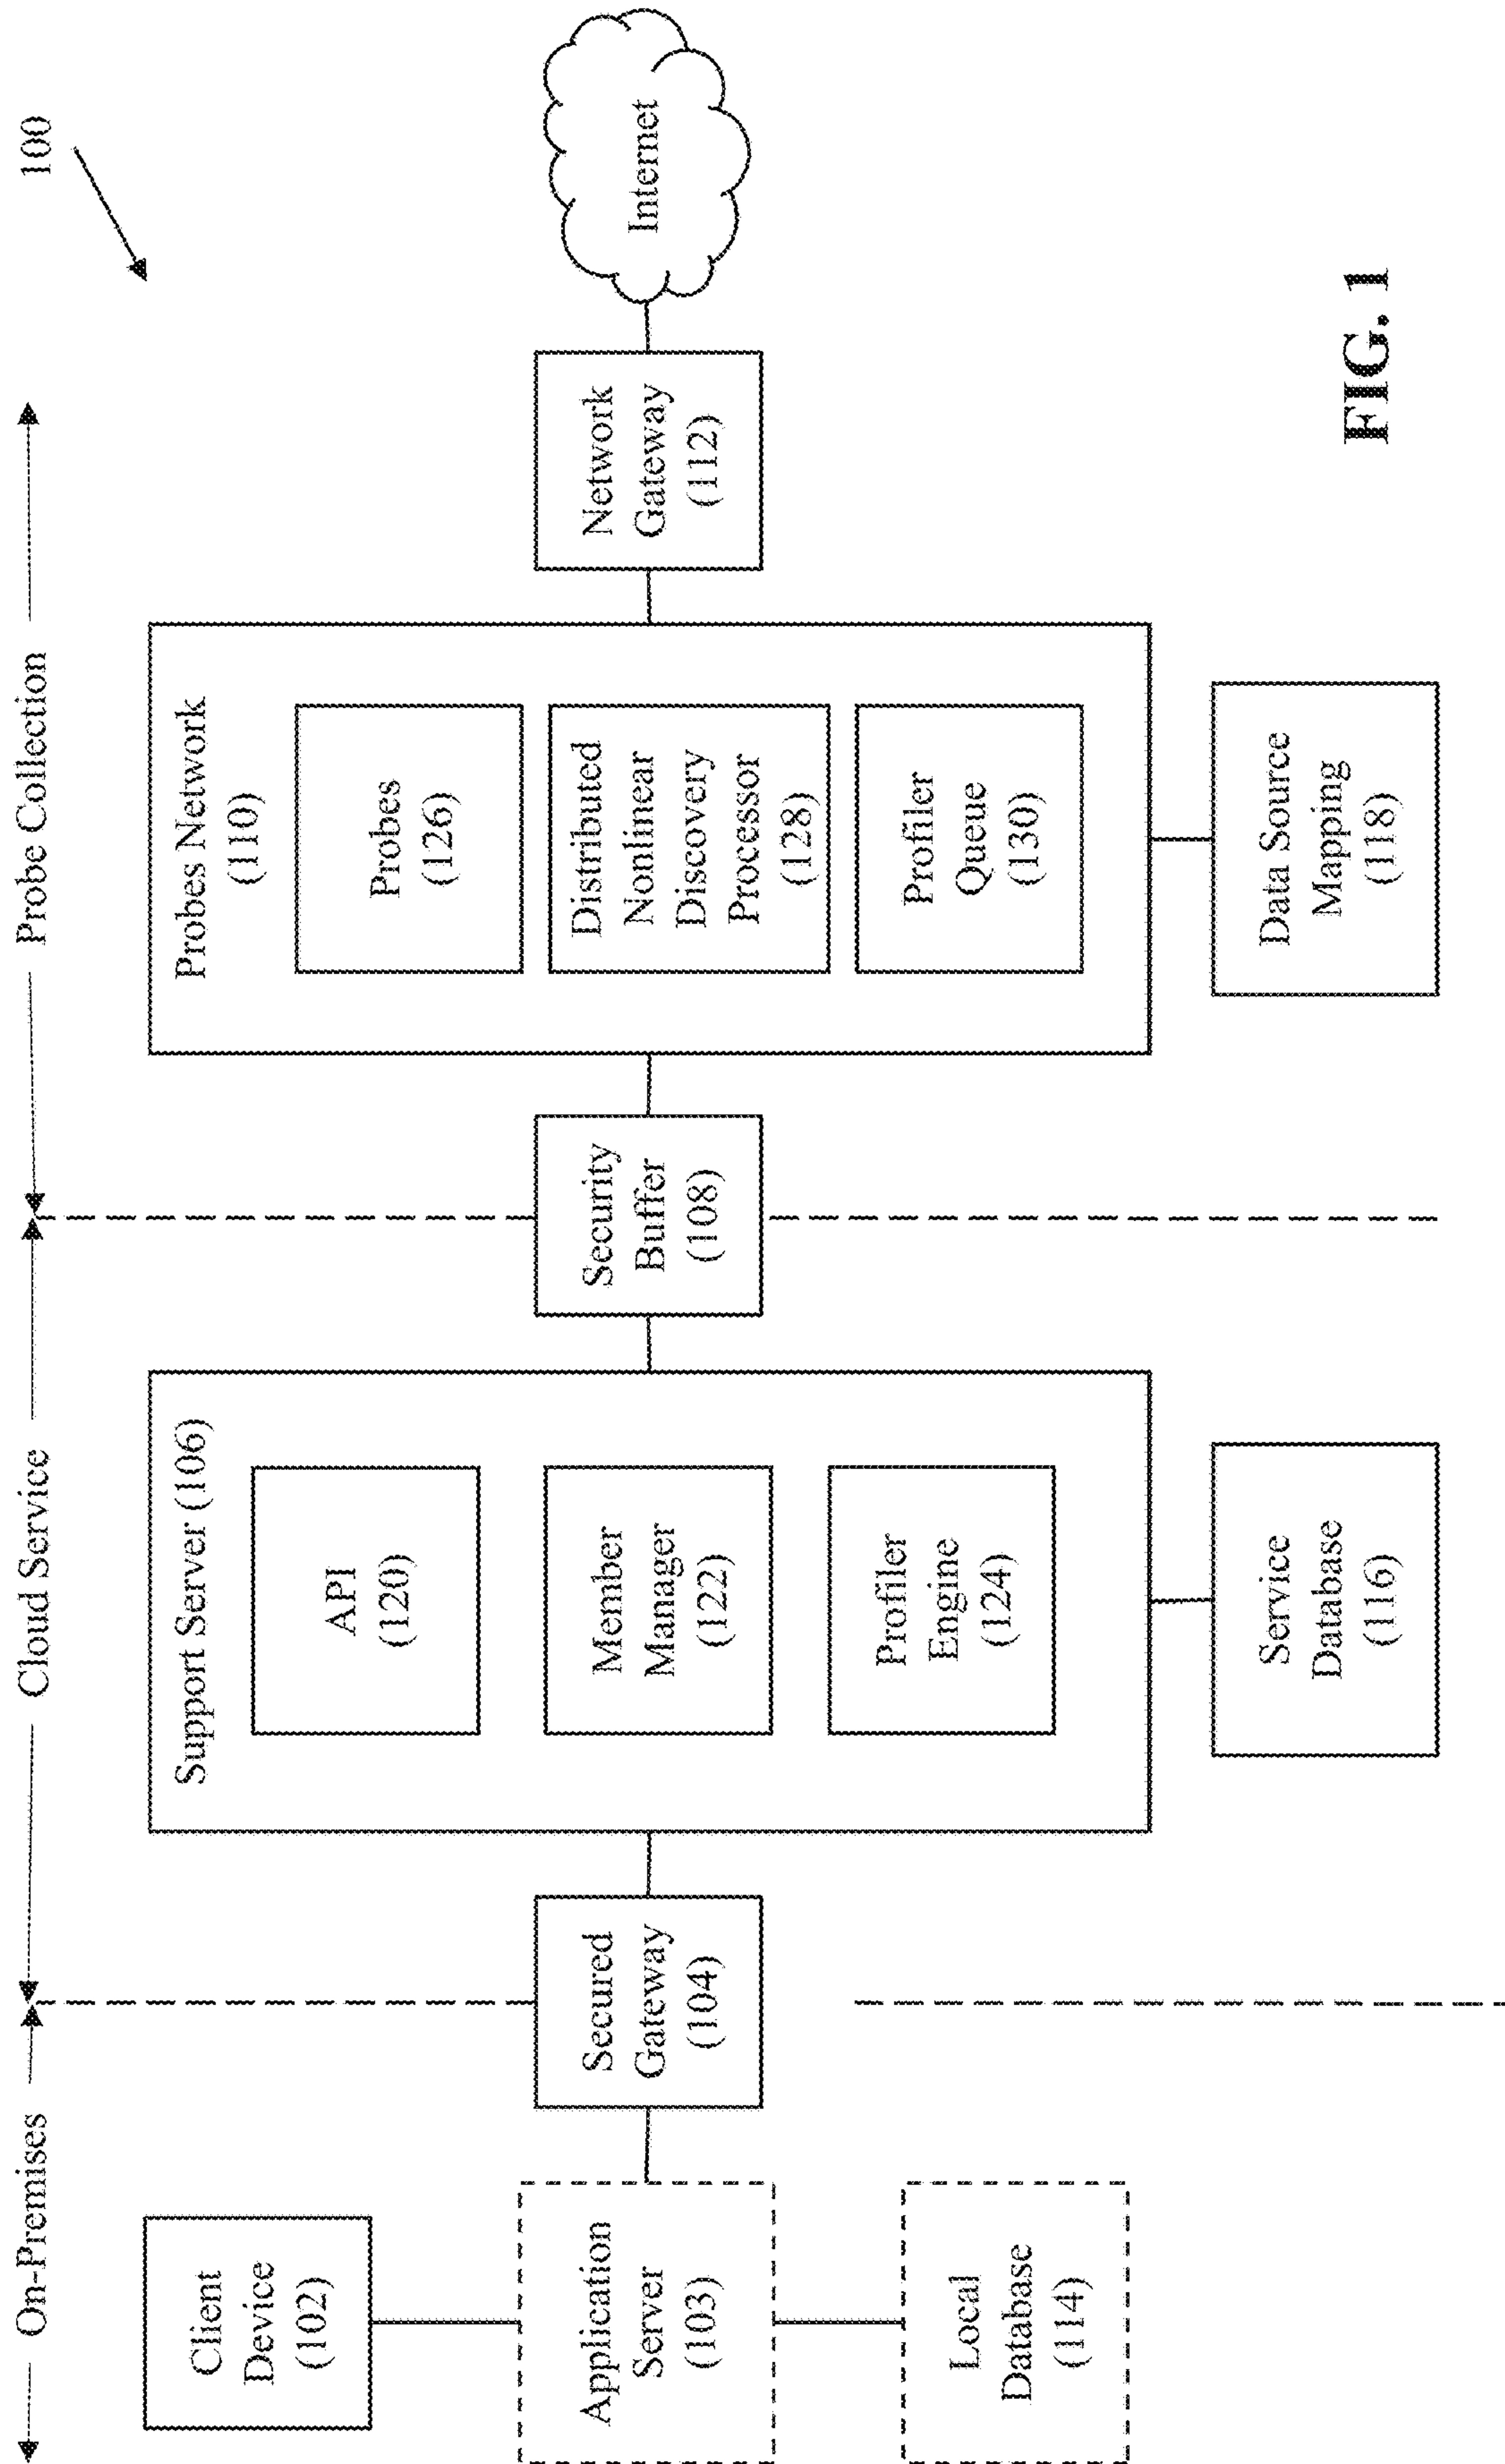 100
On-Premises
Cloud Service
Probe Collection
Client
Device
(102)
Application
Server
(103)
Local
Database
(114)
Secured
Gateway
(104)
Support Server (106)
API
(120)
Member
Manager
(122)
Profiler
Engine
(124)
Service
Database
(116)
Security
Buffer
(108)
Probes Network
(110)
Probes
(126)
Distributed
Nonlinear
Discovery
Processor
(128)
Profiler
Queue
(130)
Data Source
Mapping
(118)
Network
Gateway
(112)
Internet
FIG. 1